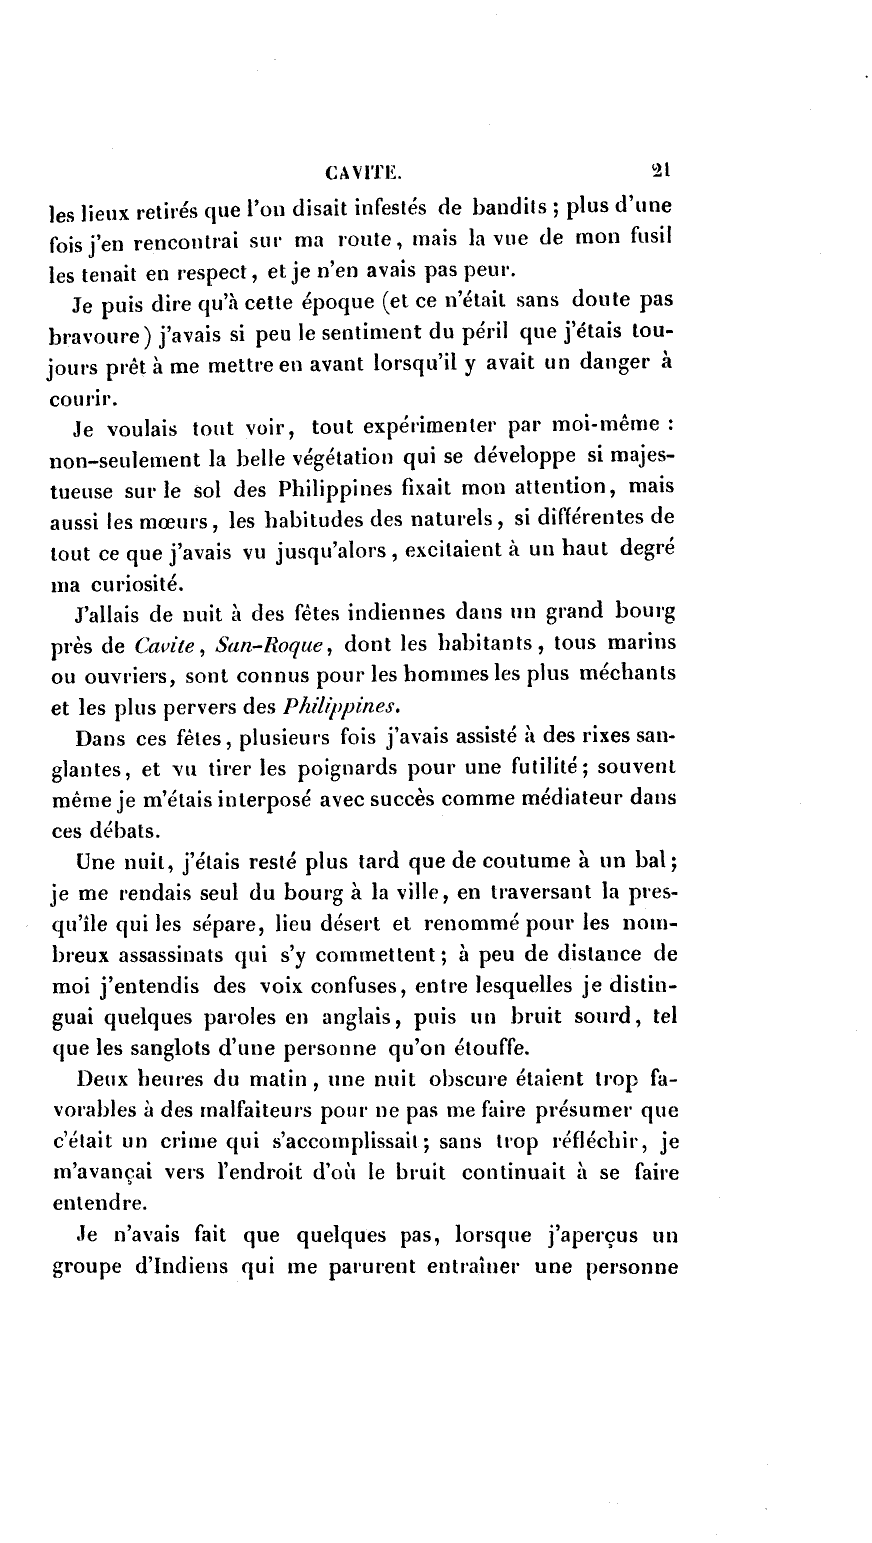 CAVITE. 21
les lieux retirés que l'on disait infestés de bandits ; plus d'une
fois j'en rencontrai sur ma route, mais la vue de mon fusil
les tenait en respect, et je n'en avais pas peur.
Je puis dire qu'à cette époque (et ce n'était sans doute pas
bravoure) j'avais si peu le sentiment du péril que j'étais tou-
jours prêt à me mettre en avant lorsqu'il y avait un danger à
courir.
Je voulais tout voir, tout expérimenter par moi-même :
non-seulement la belle végétation qui se développe si majes-
tueuse sur le sol des Philippines fixait mon attention, mais
aussi les mœurs, les habitudes des naturels, si différentes de
tout ce que j'avais vu jusqu'alors, excitaient à un haut degré
ma curiosité.
J'allais de nuit à des fêtes indiennes dans un grand bourg
près de Cavite, San-Roque, dont les habitants, tous marins
ou ouvriers, sont connus pour les hommes les plus méchants
et les plus pervers des Philippines.
Dans ces fêtes, plusieurs fois j'avais assisté à des rixes san-
glantes, et vu tirer les poignards pour une futilité ; souvent
même je m'étais interposé avec succès comme médiateur dans
ces débats.
Une nuit, j'étais resté plus tard que de coutume à un bal ;
je me rendais seul du bourg à la ville, en traversant la pres-
qu'île qui les sépare, lieu désert et renommé pour les nom-
breux assassinats qui s'y commettent ; à peu de distance de
moi j'entendis des voix confuses, entre lesquelles je distin-
guai quelques paroles en anglais, puis un bruit sourd, tel
que les sanglots d'une personne qu'on étouffe.
Deux heures du matin, une nuit obscure étaient trop fa-
vorables à des malfaiteurs pour ne pas me faire présumer que
c'était un crime qui s'accomplissait ; sans trop réfléchir, je
m'avançai vers l'endroit d'où le bruit continuait à se faire
entendre.
Je n'avais fait que quelques pas, lorsque j'aperçus un
groupe d'Indiens qui me parurent entraîner une personne